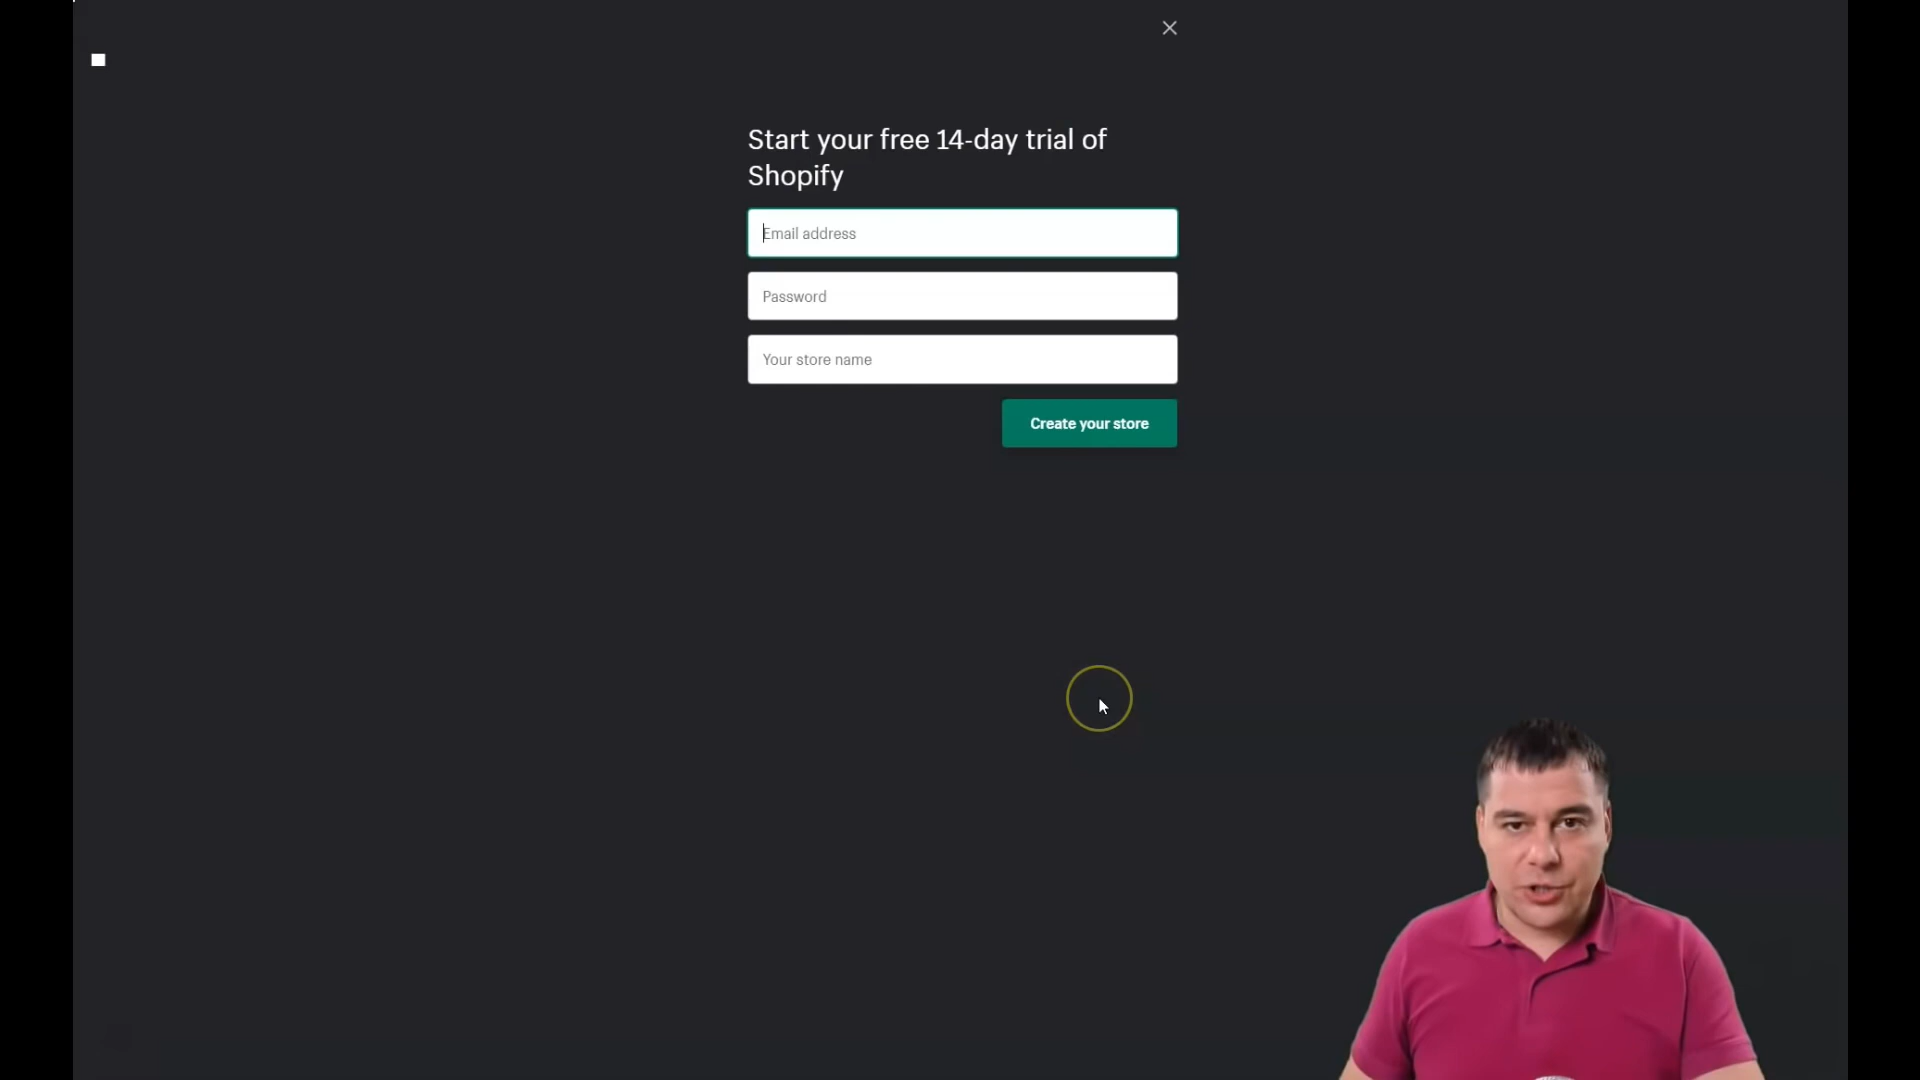 Start your free 14-day trial of
Shopify
Email address
Password
Your store name
Create your store